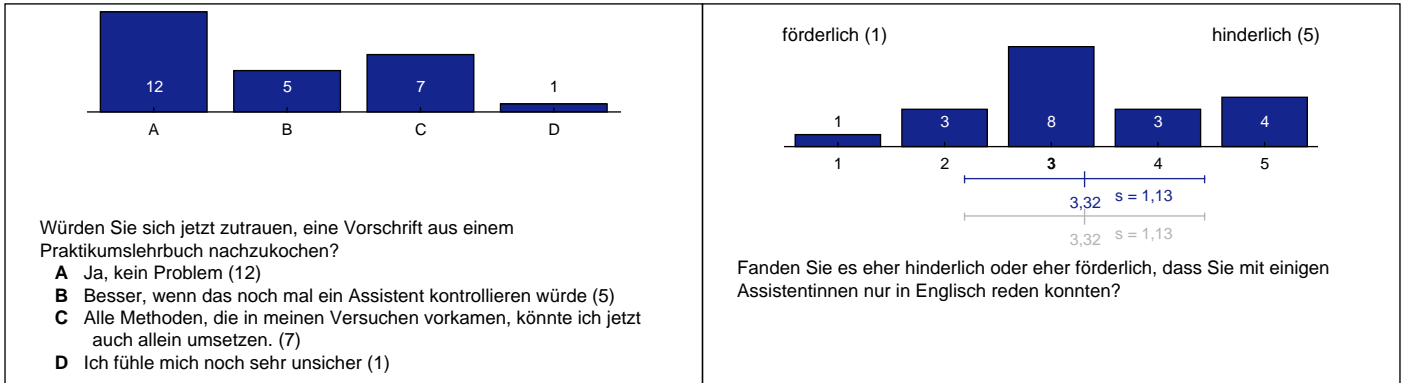 12 5 7 1
A B C D
Würden Sie sich jetzt zutrauen, eine Vorschrift aus einem
Praktikumslehrbuch nachzukochen?
A Ja, kein Problem (12)
B Besser, wenn das noch mal ein Assistent kontrollieren würde (5)
C Alle Methoden, die in meinen Versuchen vorkamen, könnte ich jetzt
auch allein umsetzen. (7)
D Ich fühle mich noch sehr unsicher (1)
förderlich (1) hinderlich (5)
1 3 8 3 4
1 2 3 4 5
3,32 s = 1,13
3,32 s = 1,13
Fanden Sie es eher hinderlich oder eher förderlich, dass Sie mit einigen
Assistentinnen nur in Englisch reden konnten?